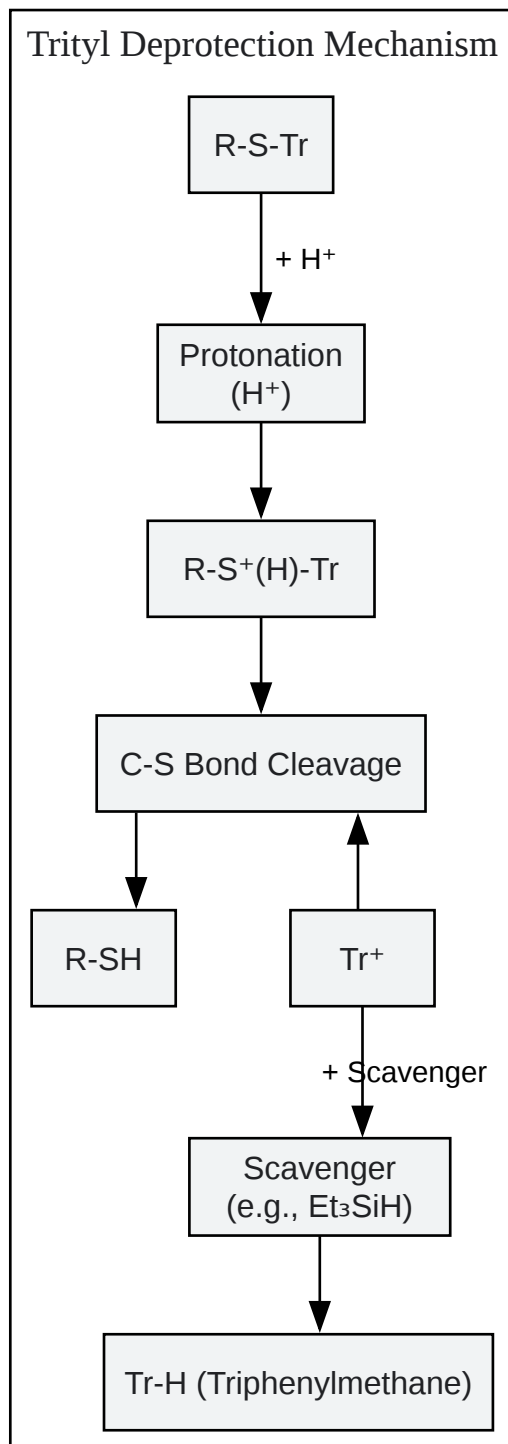 Trityl Deprotection Mechanism
R-S-Tr
+ H⁺
Protonation
(H⁺)
R-S⁺(H)-Tr
C-S Bond Cleavage
R-SH
Tr⁺
+ Scavenger
Scavenger
(e.g., Et₃SiH)
Tr-H (Triphenylmethane)